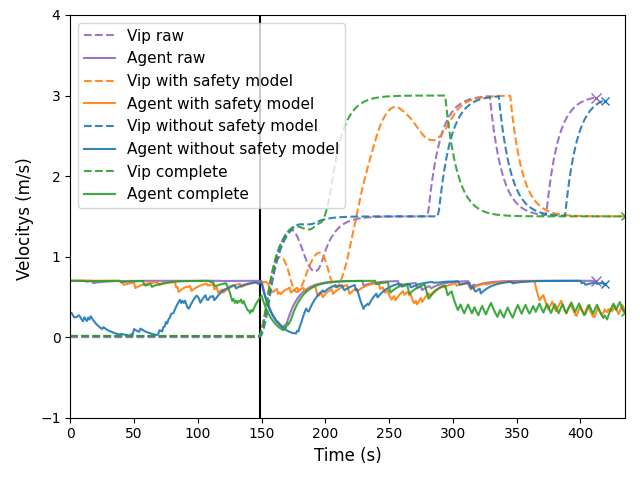 4
3
2
1
0
−1
Velocitys (m/s)
Vip raw
Agent raw
Vip with safety model
Agent with safety model
Vip without safety model
Agent without safety model
Vip complete
Agent complete
0 50 100 150 200 250 300 350 400
Time (s)